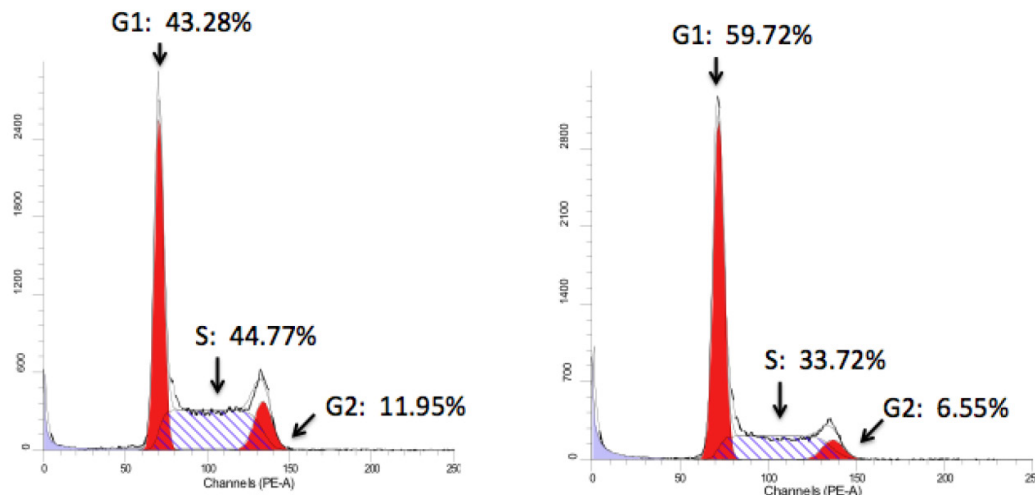 G1: 43.28%
S: 44.77%
G2: 11.95%
2400
1800
1200
600
0
0 50 100 150 200 250
Channels (PE-A)
G1: 59.72%
S: 33.72%
G2: 6.55%
2800
2100
1400
700
0
0 50 100 150 200 250
Channels (PE-A)